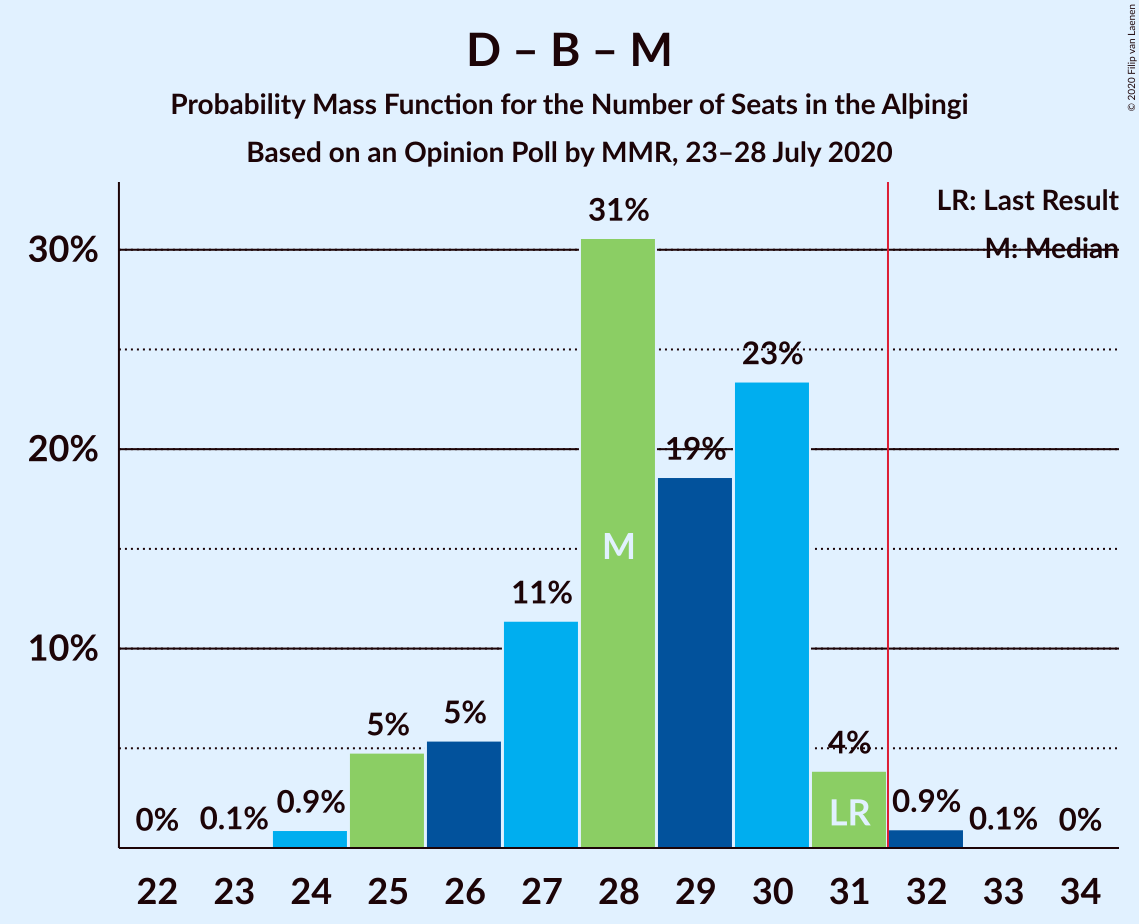 D – B – M
Probability Mass Function for the Number of Seats in the Alþingi
Based on an Opinion Poll by MMR, 23–28 July 2020
© 2020 Filip van Laenen
LR: Last Result
M: Median
30%
20%
10%
0%
0.1%
0.9%
5%
5%
11%
31%
19%
23%
4%
0.9%
0.1%
0%
M
LR
22 23 24 25 26 27 28 29 30 31 32 33 34